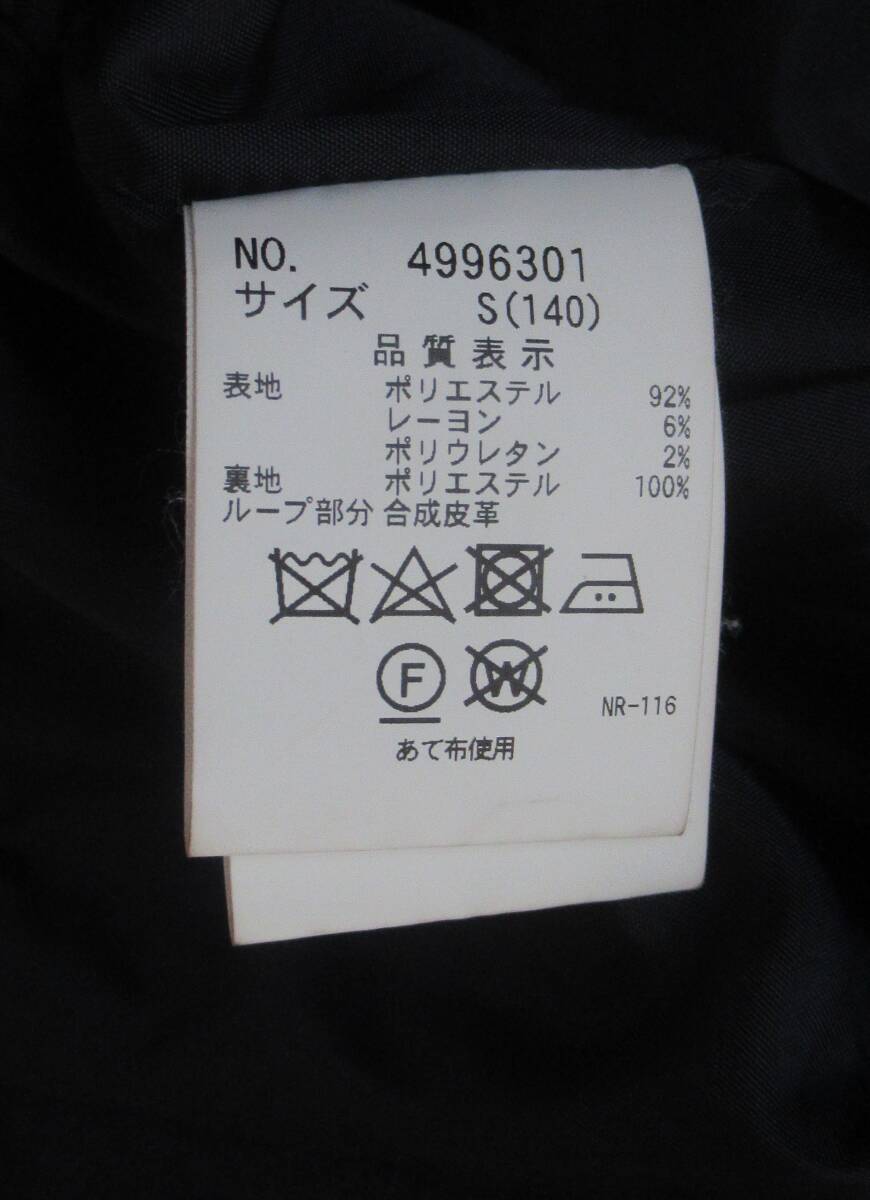 NO. 4996301
サイズ S(140)
品質表示
表地 ポリエステル 92%
レーヨン 6%
ポリウレタン 2%
裏地 ポリエステル 100%
ループ部分 合成皮革
F W
NR-116
あて布使用